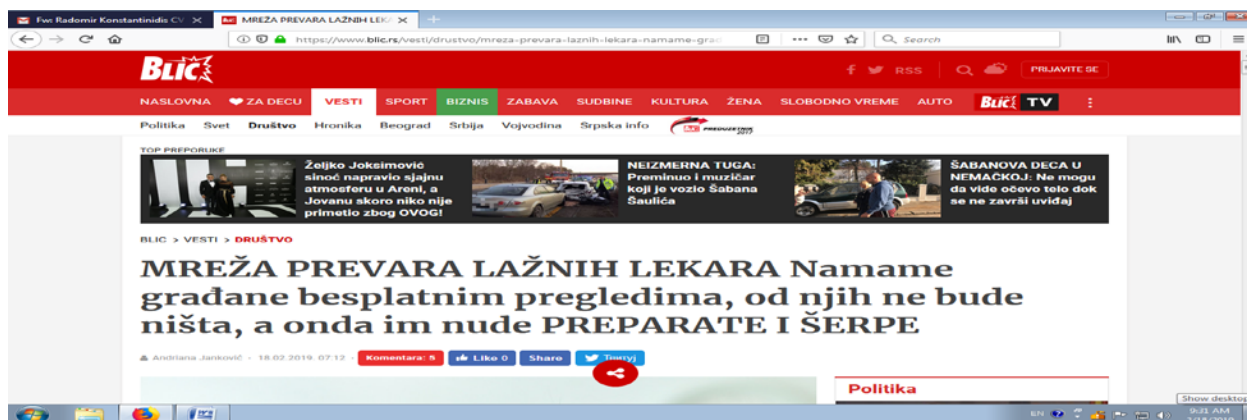 Fw: Radomir Konstantinidis CV
MREŽA PREVARA LAŽNIH LEK
https://www.blic.rs/vesti/drustvo/mreza-prevara-laznih-lekara-namame-gra
Search
BLIC
f RSS PRIJAVITE SE
NASLOVNA ZA DECU VESTI SPORT BIZNIS ZABAVA SUDBINE KULTURA ŽENA SLOBODNO VREME AUTO BLIC TV
Politika Svet Društvo Hronika Beograd Srbija Vojvodina Srpska info PREDUZETNIK 2017
TOP PREPORUKE
Željko Joksimović
sinoć napravio sjajnu
atmosferu u Areni, a
Jovanu skoro niko nije
primetio zbog OVOG!
NEIZMERNA TUGA:
Preminuo i muzičar
koji je vozio Šabana
Šaulića
ŠABANOVA DECA U
NEMAČKOJ: Ne mogu
da vide očevo telo dok
se ne završi uviđaj
BLIC > VESTI > DRUŠTVO
MREŽA PREVARA LAŽNIH LEKARA Namame
građane besplatnim pregledima, od njih ne bude
ništa, a onda im nude PREPARATE I ŠERPE
Andriana Janković - 18.02.2019. 07:12 - Komentara: 5 Like 0 Share
Politika
Show desktop
EN 9:31 AM